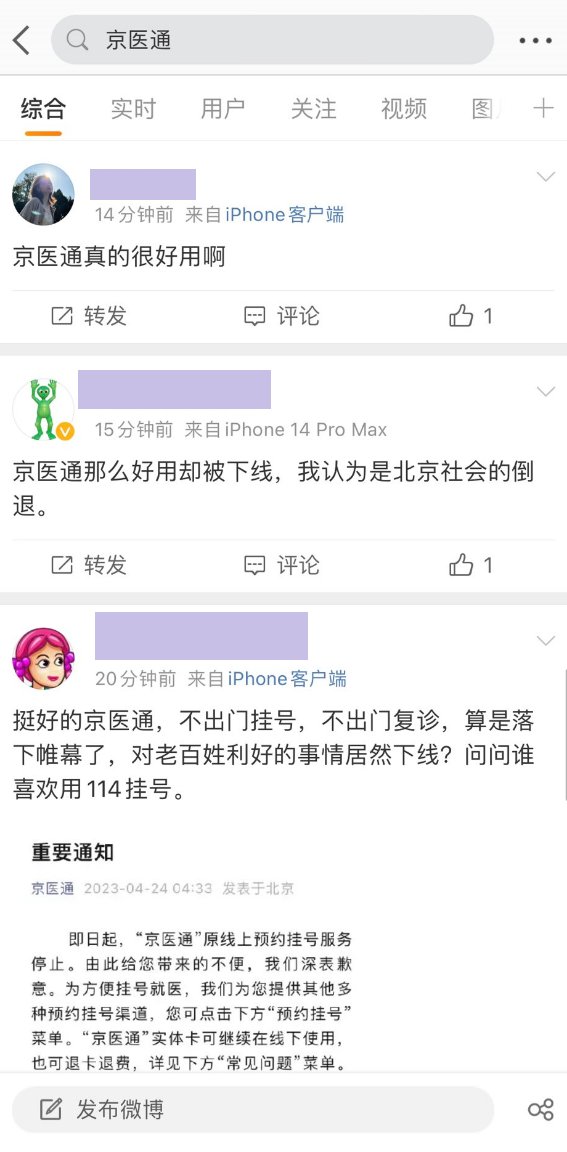 京医通
综合 实时 用户 关注 视频 图
14分钟前 来自iPhone客户端
京医通真的很好用啊
转发 评论 1
15分钟前 来自iPhone 14 Pro Max
京医通那么好用却被下线，我认为是北京社会的倒
退。
转发 评论 1
20分钟前 来自iPhone客户端
挺好的京医通，不出门挂号，不出门复诊，算是落
下帷幕了，对老百姓利好的事情居然下线？问问谁
喜欢用114挂号。
重要通知
京医通 2023-04-24 04:33 发表于北京
即日起，“京医通”原线上预约挂号服务
停止。由此给您带来的不便，我们深表歉
意。为方便挂号就医，我们为您提供其他多
种预约挂号渠道，您可点击下方“预约挂号”
菜单。“京医通”实体卡可继续在线下使用，
也可退卡退费，详见下方“常见问题”菜单。
发布微博